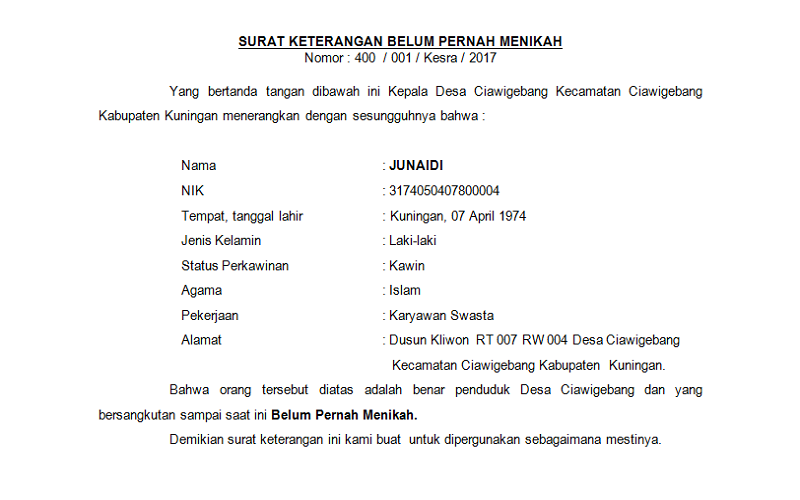 SURAT KETERANGAN BELUM PERNAH MENIKAH
Nomor : 400 / 001 / Kesra / 2017
Yang bertanda tangan dibawah ini Kepala Desa Ciawigebang Kecamatan Ciawigebang
Kabupaten Kuningan menerangkan dengan sesungguhnya bahwa :
Nama : JUNAIDI
NIK : 3174050407800004
Tempat, tanggal lahir : Kuningan, 07 April 1974
Jenis Kelamin : Laki-laki
Status Perkawinan : Kawin
Agama : Islam
Pekerjaan : Karyawan Swasta
Alamat : Dusun Kliwon RT 007 RW 004 Desa Ciawigebang
Kecamatan Ciawigebang Kabupaten Kuningan.
Bahwa orang tersebut diatas adalah benar penduduk Desa Ciawigebang dan yang
bersangkutan sampai saat ini Belum Pernah Menikah.
Demikian surat keterangan ini kami buat untuk dipergunakan sebagaimana mestinya.